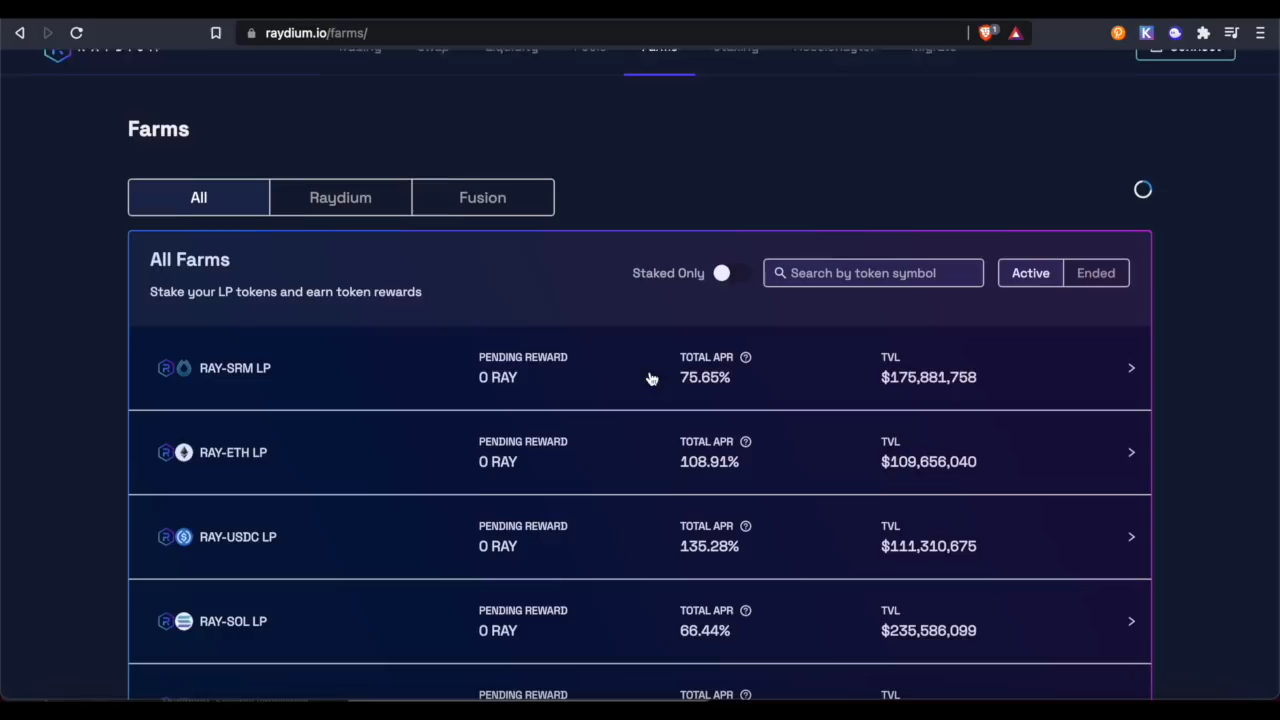 raydium.io/farms/
Farms
Connect
Farms
All
Raydium
Fusion
All Farms
Stake your LP tokens and earn token rewards
Staked Only
Search by token symbol
Active
Ended
RAY-SRM LP
PENDING REWARD
0 RAY
TOTAL APR
75.65%
TVL
$175,881,758
RAY-ETH LP
PENDING REWARD
0 RAY
TOTAL APR
108.91%
TVL
$109,656,040
RAY-USDC LP
PENDING REWARD
0 RAY
TOTAL APR
135.28%
TVL
$111,310,675
RAY-SOL LP
PENDING REWARD
0 RAY
TOTAL APR
66.44%
TVL
$235,586,099
PENDING REWARD
TOTAL APR
TVL